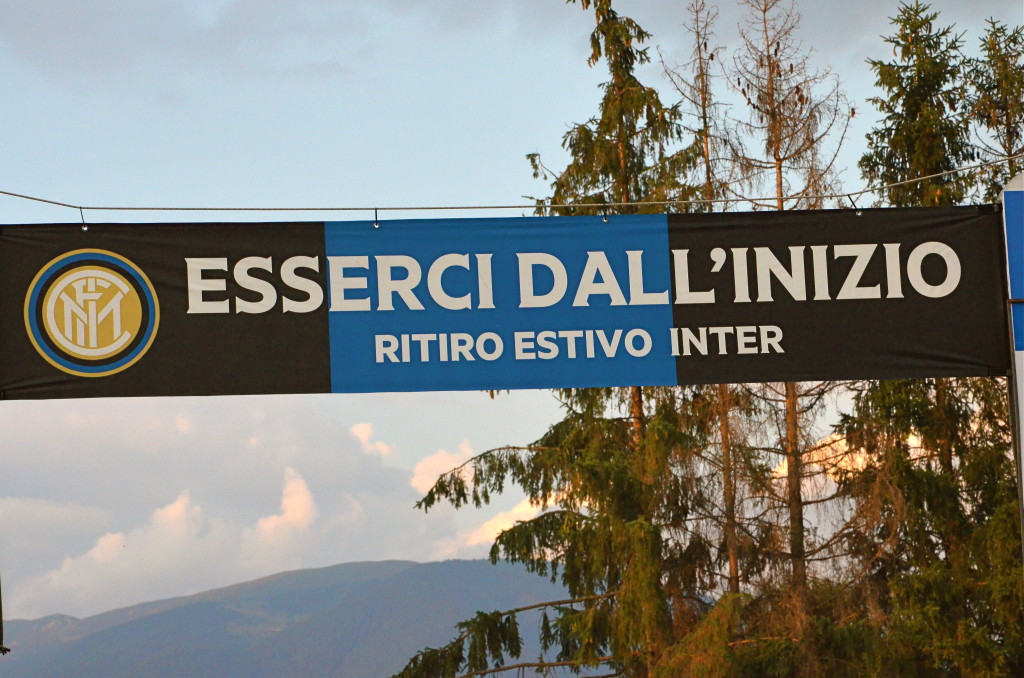 ESSERCI DALL'INIZIO
RITIRO ESTIVO INTER